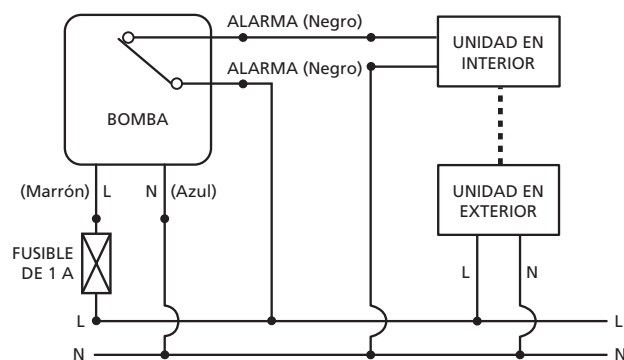 ALARMA (Negro)
UNIDAD EN
INTERIOR
ALARMA (Negro)
BOMBA
(Marrón) L
N (Azul)
UNIDAD EN
EXTERIOR
FUSIBLE
DE 1 A
L
N
L
L
N
N